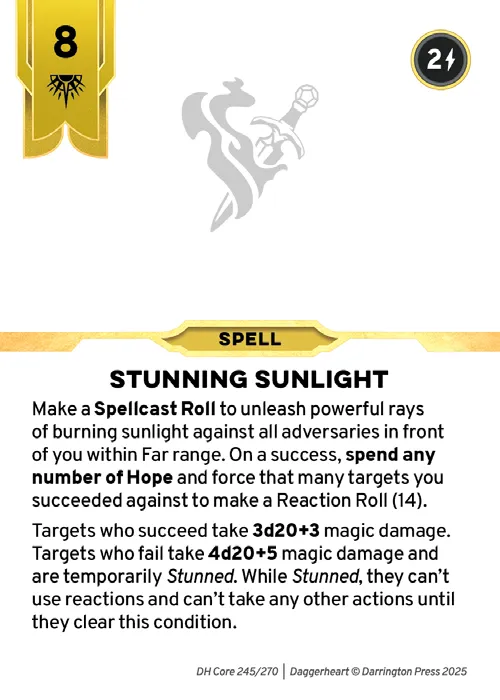 8
2
SPELL
STUNNING SUNLIGHT
Make a Spellcast Roll to unleash powerful rays
of burning sunlight against all adversaries in front
of you within Far range. On a success, spend any
number of Hope and force that many targets you
succeeded against to make a Reaction Roll (14).
Targets who succeed take 3d20+3 magic damage.
Targets who fail take 4d20+5 magic damage and
are temporarily Stunned. While Stunned, they can’t
use reactions and can’t take any other actions until
they clear this condition.
DH Core 245/270 | Daggerheart © Darrington Press 2025